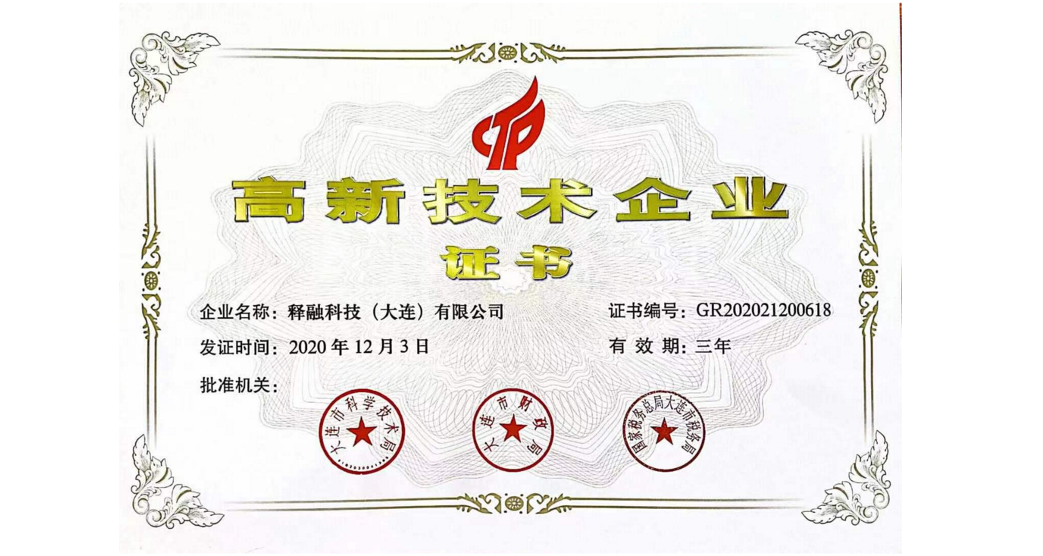 CTP
高新技术企业
证书
企业名称：释融科技（大连）有限公司
证书编号：GR202021200618
发证时间：2020 年 12 月 3 日
有 效 期：三年
批准机关：
大连市科学技术局
大连市财政局
国家税务总局大连市税务局